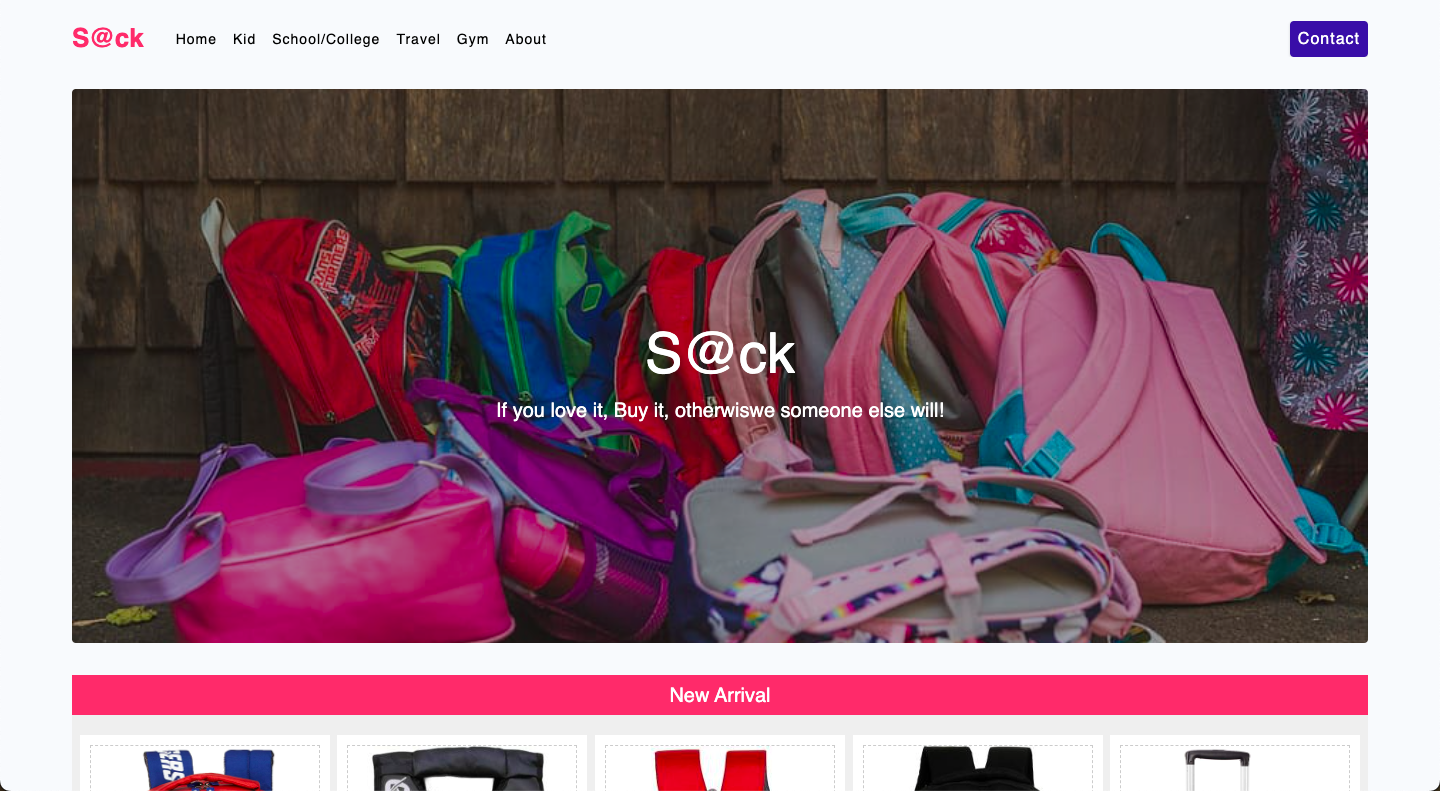 S@ck
Home Kid School/College Travel Gym About
Contact
TRANSFORMERS
S@ck
If you love it, Buy it, otherwiswe someone else will!
New Arrival